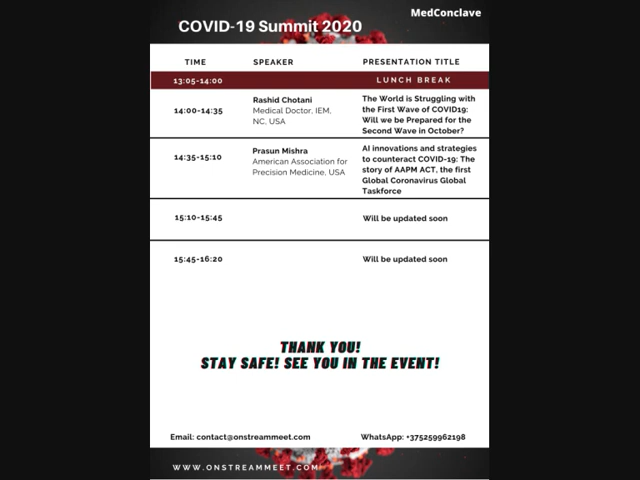 MedConclave
COVID-19 Summit 2020
TIME SPEAKER PRESENTATION TITLE
13:05-14:00 LUNCH BREAK
14:00-14:35
Rashid Chotani
Medical Doctor, IEM,
NC, USA
The World is Struggling with
the First Wave of COVID19:
Will we be Prepared for the
Second Wave in October?
14:35-15:10
Prasun Mishra
American Association for
Precision Medicine, USA
AI innovations and strategies
to counteract COVID-19: The
story of AAPM ACT, the first
Global Coronavirus Global
Taskforce
15:10-15:45 Will be updated soon
15:45-16:20 Will be updated soon
THANK YOU!
STAY SAFE! SEE YOU IN THE EVENT!
Email: contact@onstreammeet.com WhatsApp: +375259962198
WWW.ONSTREAMMEET.COM